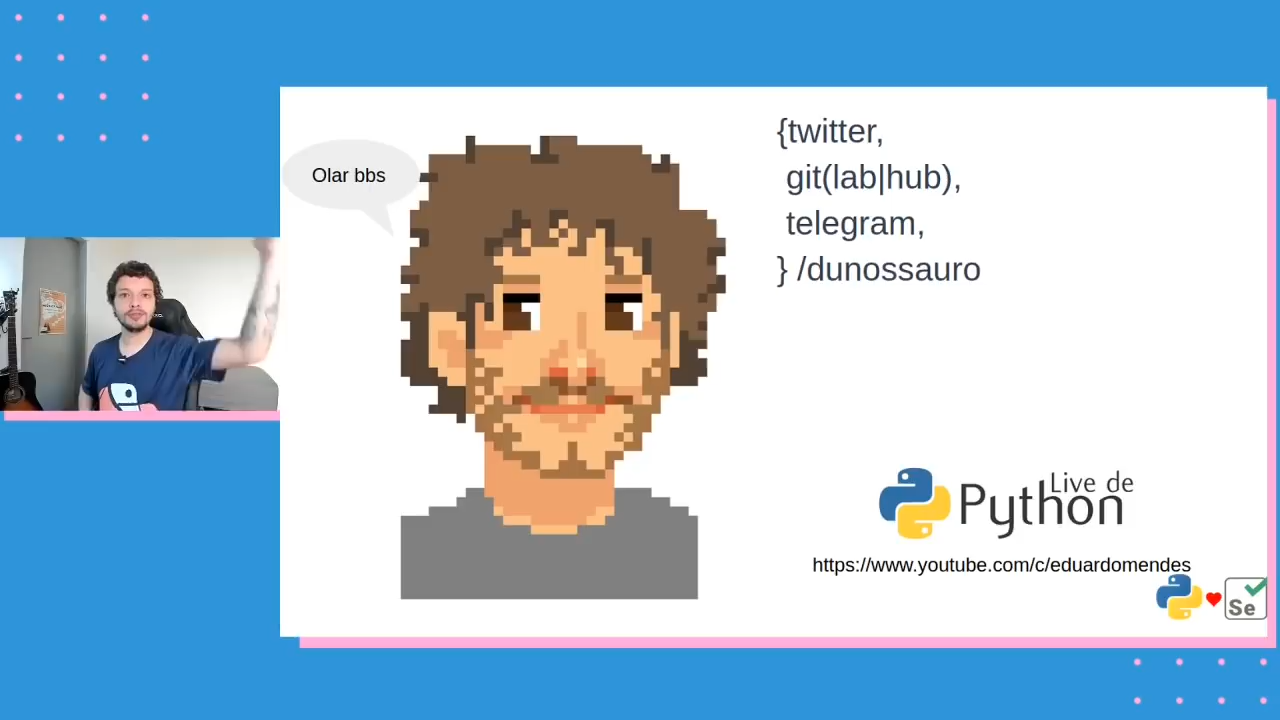 Olar bbs
{twitter,
git(lab|hub),
telegram,
} /dunossauro
Live de
Python
https://www.youtube.com/c/eduardomendes
Se